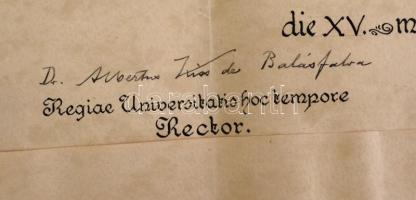 die XV. m
Dr. Albertus Kiss de Balásfalva
Regiae Universitatis hoc tempore
Rector.